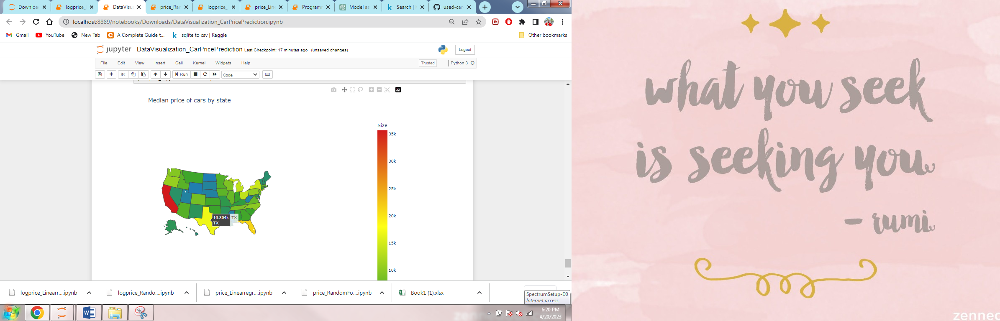 Downloa
logprice_
DataVisu
price_Ra
logprice_
price_Lin
Program
Model as
Search |
used-car
localhost:8889/notebooks/Downloads/DataVisualization_CarPricePrediction.ipynb
Gmail
YouTube
New Tab
A Complete Guide t...
sqlite to csv | Kaggle
Other bookmarks
jupyter DataVisualization_CarPricePrediction Last Checkpoint: 17 minutes ago (unsaved changes)
Logout
File Edit View Insert Cell Kernel Widgets Help
Trusted
Python 3
Run
Code
Median price of cars by state
Size
35k
30k
25k
20k
15k
10k
16.894k TX
TX
logprice_Linearr....ipynb
logprice_Rando....ipynb
price_Linearregr....ipynb
price_RandomFo....ipynb
Book1 (1).xlsx
SpectrumSetup-D0
Internet access
6:20 PM
4/20/2023
what you seek
is seeking you
- rumi
zenned